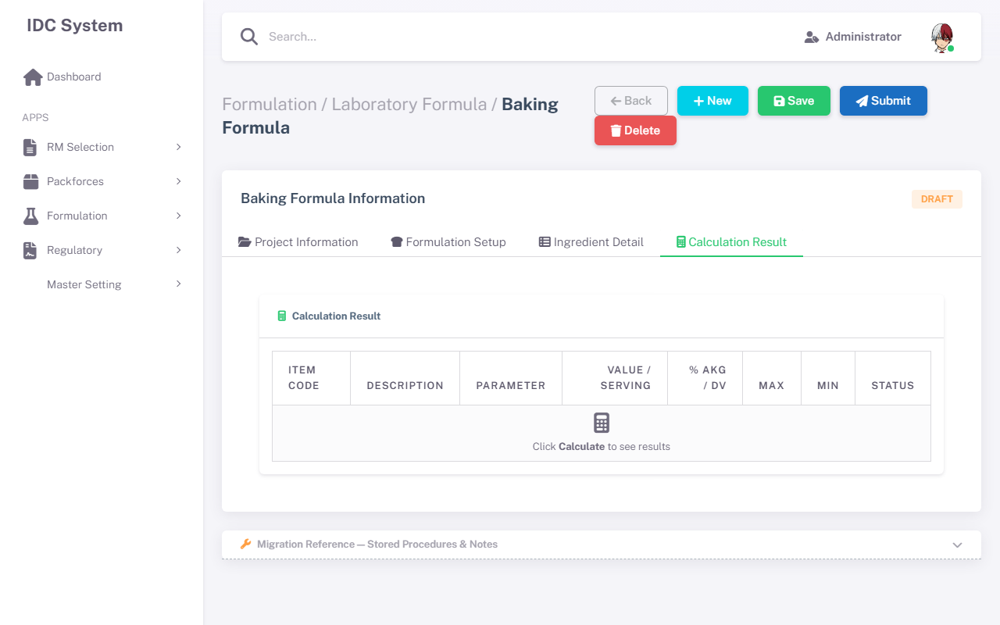 IDC System
Search...
Administrator
Dashboard
APPS
RM Selection
Packforces
Formulation
Regulatory
Master Setting
Formulation / Laboratory Formula / Baking
Formula
Back
New
Save
Submit
Delete
Baking Formula Information
DRAFT
Project Information
Formulation Setup
Ingredient Detail
Calculation Result
Calculation Result
ITEM CODE
DESCRIPTION
PARAMETER
VALUE / SERVING
% AKG / DV
MAX
MIN
STATUS
Click Calculate to see results
Migration Reference — Stored Procedures & Notes